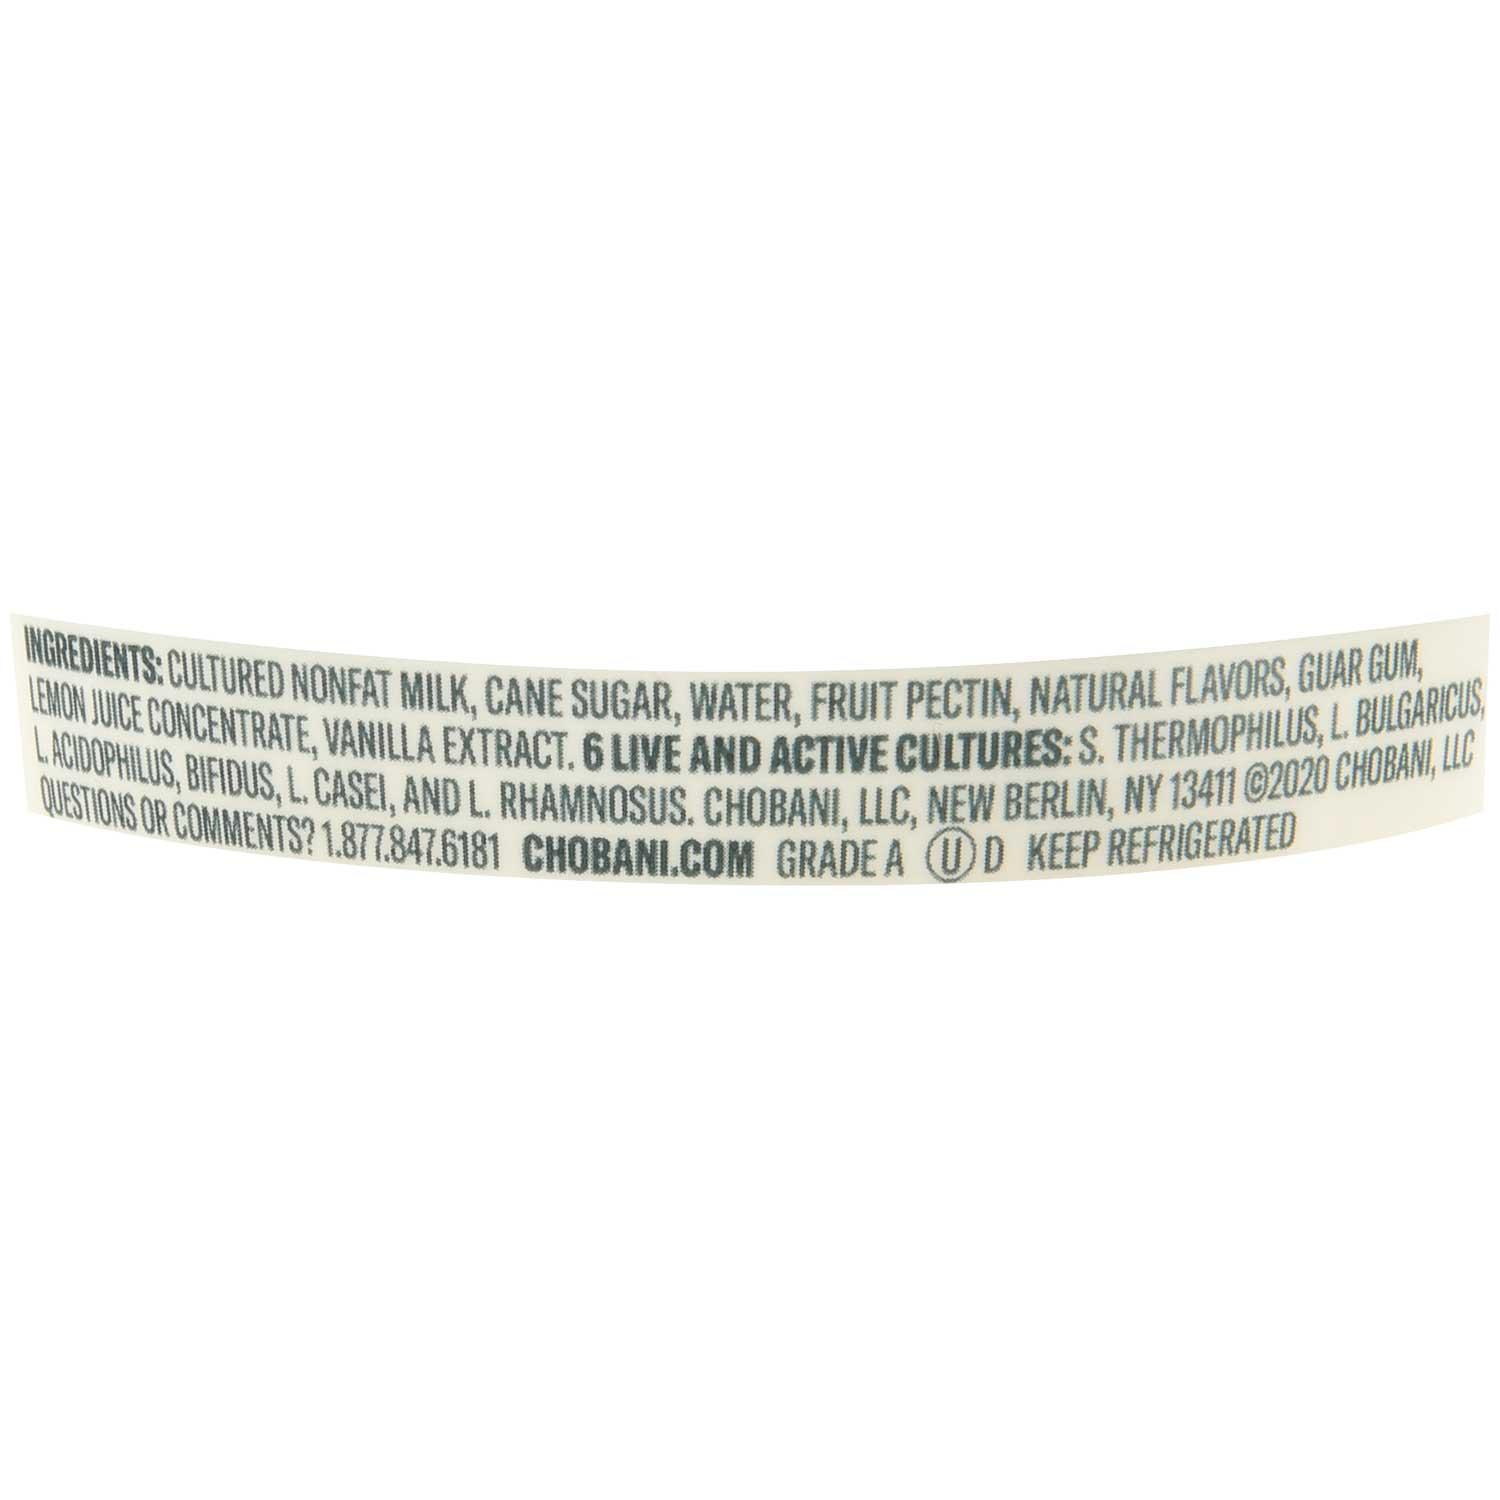 INGREDIENTS: CULTURED NONFAT MILK, CANE SUGAR, WATER, FRUIT PECTIN, NATURAL FLAVORS, GUAR GUM,
LEMON JUICE CONCENTRATE, VANILLA EXTRACT. 6 LIVE AND ACTIVE CULTURES: S. THERMOPHILUS, L. BULGARICUS,
L. ACIDOPHILUS, BIFIDUS, L. CASEI, AND L. RHAMNOSUS. CHOBANI, LLC, NEW BERLIN, NY 13411 ©2020 CHOBANI, LLC
QUESTIONS OR COMMENTS? 1.877.847.6181 CHOBANI.COM GRADE A Ⓤ D KEEP REFRIGERATED